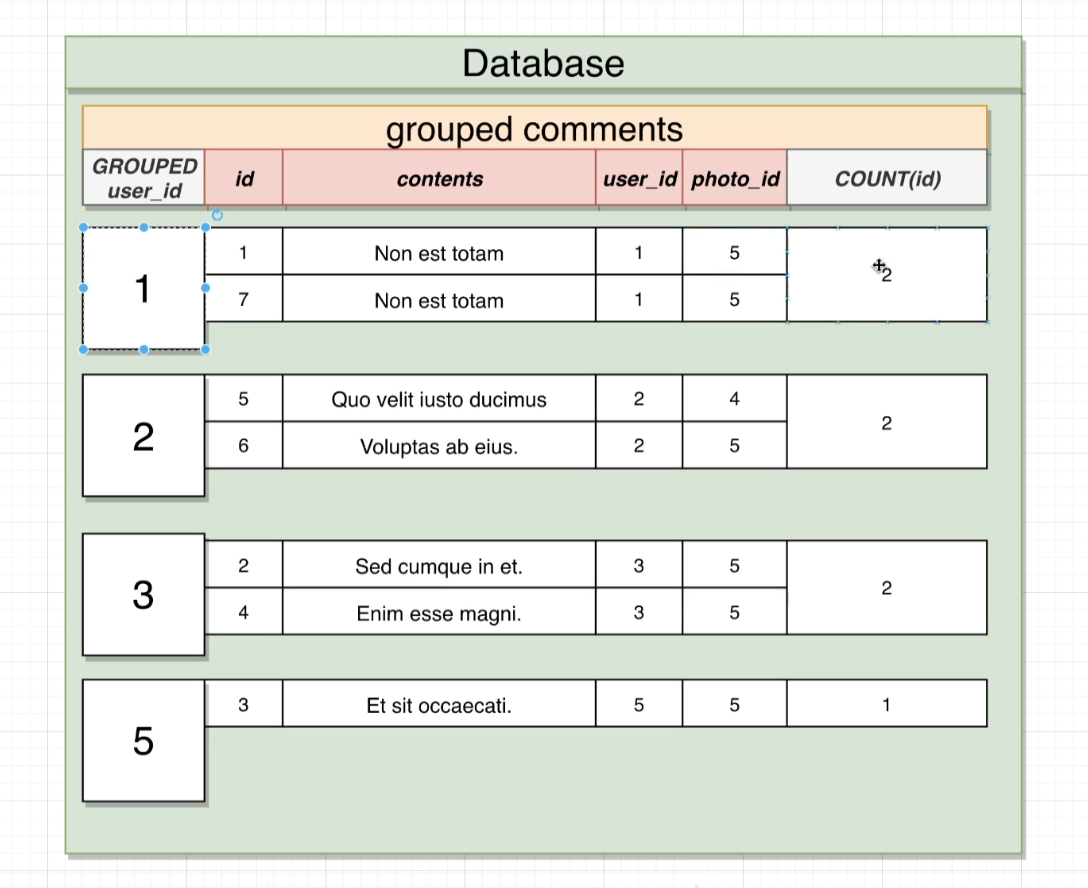 Database
grouped comments
GROUPED user_id id contents user_id photo_id COUNT(id)
1 1 Non est totam 1 5 2
7 Non est totam 1 5
2 5 Quo velit iusto ducimus 2 4 2
6 Voluptas ab eius. 2 5
3 2 Sed cumque in et. 3 5 2
4 Enim esse magni. 3 5
5 3 Et sit occaecati. 5 5 1